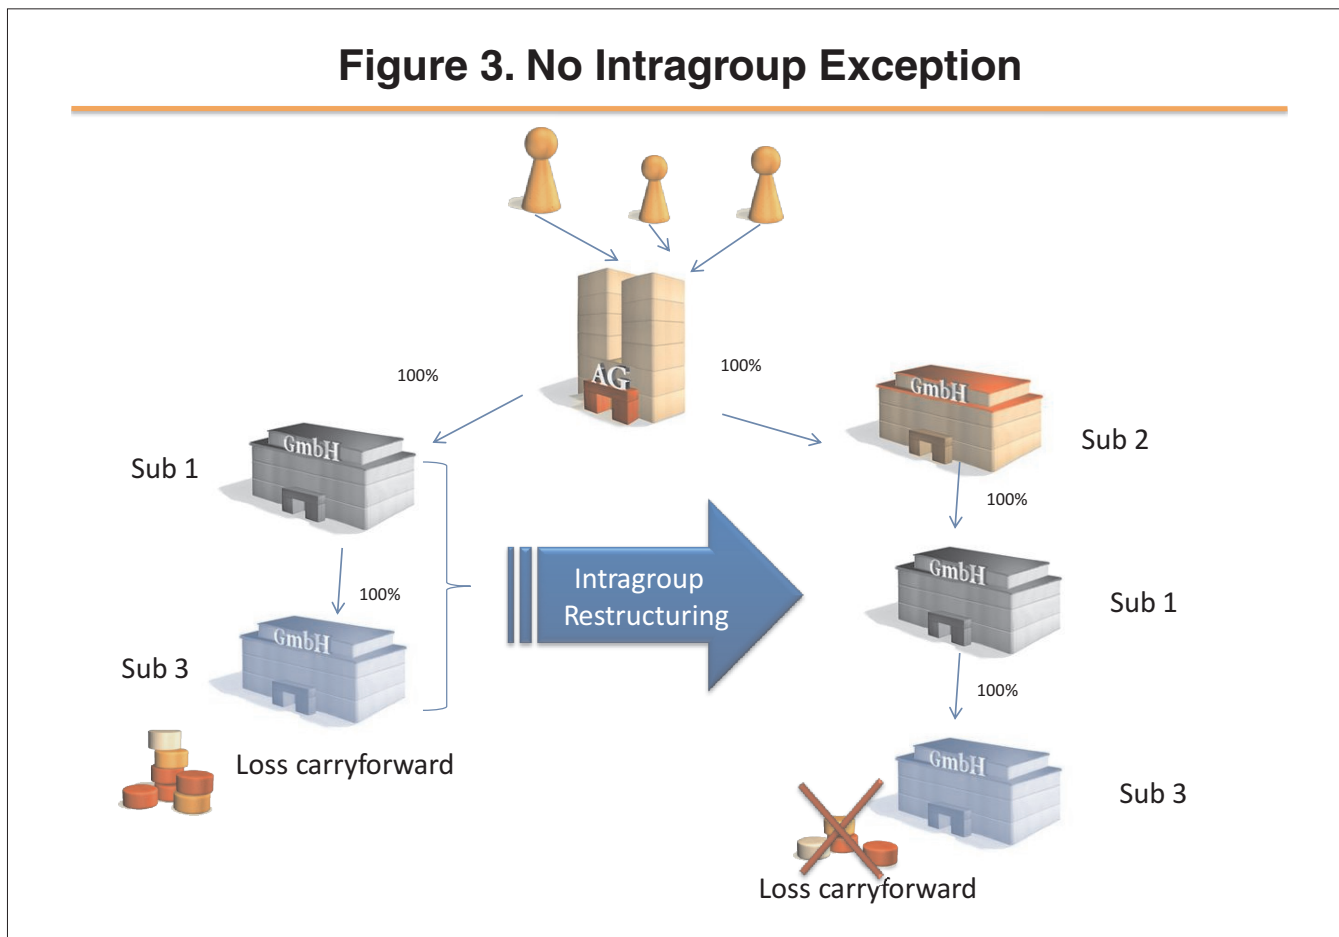 Figure 3. No Intragroup Exception
AG
100%
100%
GmbH
Sub 2
GmbH
Sub 1
100%
GmbH
Sub 1
Intragroup
Restructuring
100%
GmbH
Sub 3
100%
Loss carryforward
GmbH
Sub 3
Loss carryforward